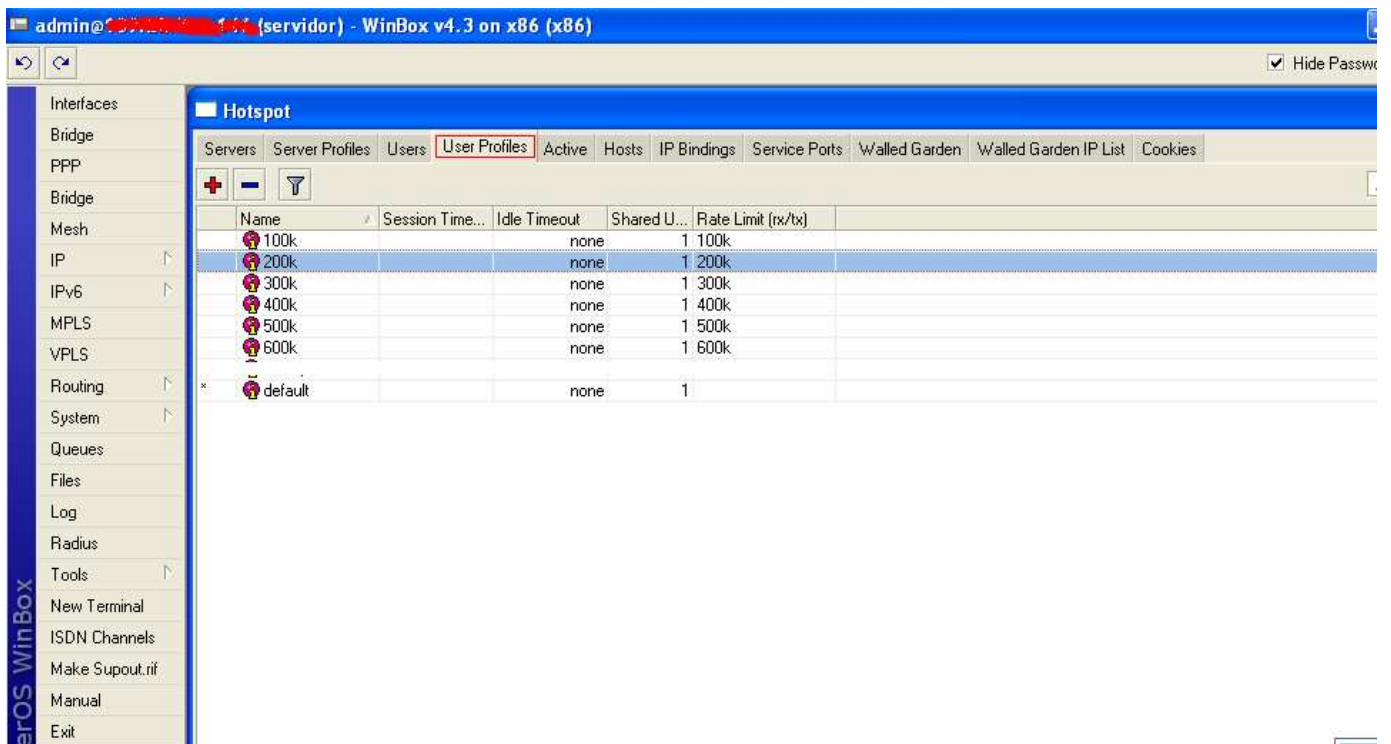 admin@ (servidor) - WinBox v4.3 on x86 (x86)
Hide Passwo
Interfaces
Bridge
PPP
Bridge
Mesh
IP
IPv6
MPLS
VPLS
Routing
System
Queues
Files
Log
Radius
Tools
New Terminal
ISDN Channels
Make Supout.rif
Manual
Exit
erOS WinBox
Hotspot
Servers Server Profiles Users User Profiles Active Hosts IP Bindings Service Ports Walled Garden Walled Garden IP List Cookies
Name Session Time... Idle Timeout Shared U... Rate Limit (rx/tx)
100k none 1 100k
200k none 1 200k
300k none 1 300k
400k none 1 400k
500k none 1 500k
600k none 1 600k
* default none 1